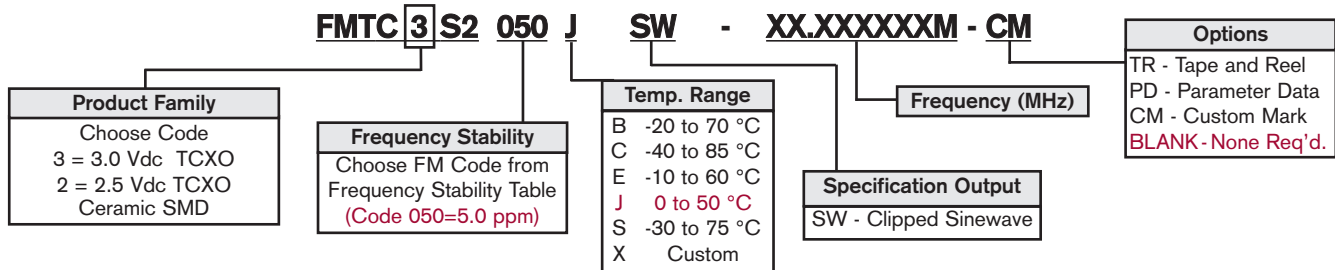 FMTC 3 S2 050 J SW - XX.XXXXXXM - CM
Product Family
Choose Code
3 = 3.0 Vdc TCXO
2 = 2.5 Vdc TCXO
Ceramic SMD
Frequency Stability
Choose FM Code from
Frequency Stability Table
(Code 050=5.0 ppm)
Temp. Range
B -20 to 70 °C
C -40 to 85 °C
E -10 to 60 °C
J 0 to 50 °C
S -30 to 75 °C
X Custom
Specification Output
SW - Clipped Sinewave
Frequency (MHz)
Options
TR - Tape and Reel
PD - Parameter Data
CM - Custom Mark
BLANK - None Req'd.